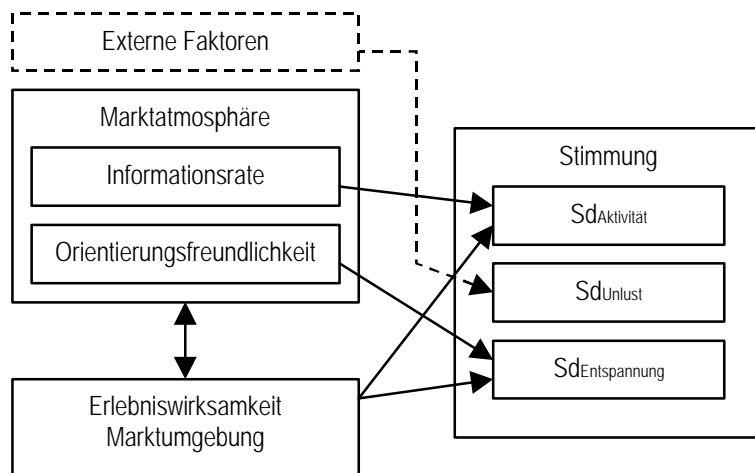 Externe Faktoren
Marktatmosphäre
Informationsrate
Orientierungsfreundlichkeit
Erlebniswirksamkeit
Marktumgebung
Stimmung
SdAktivität
SdUnlust
SdEntspannung